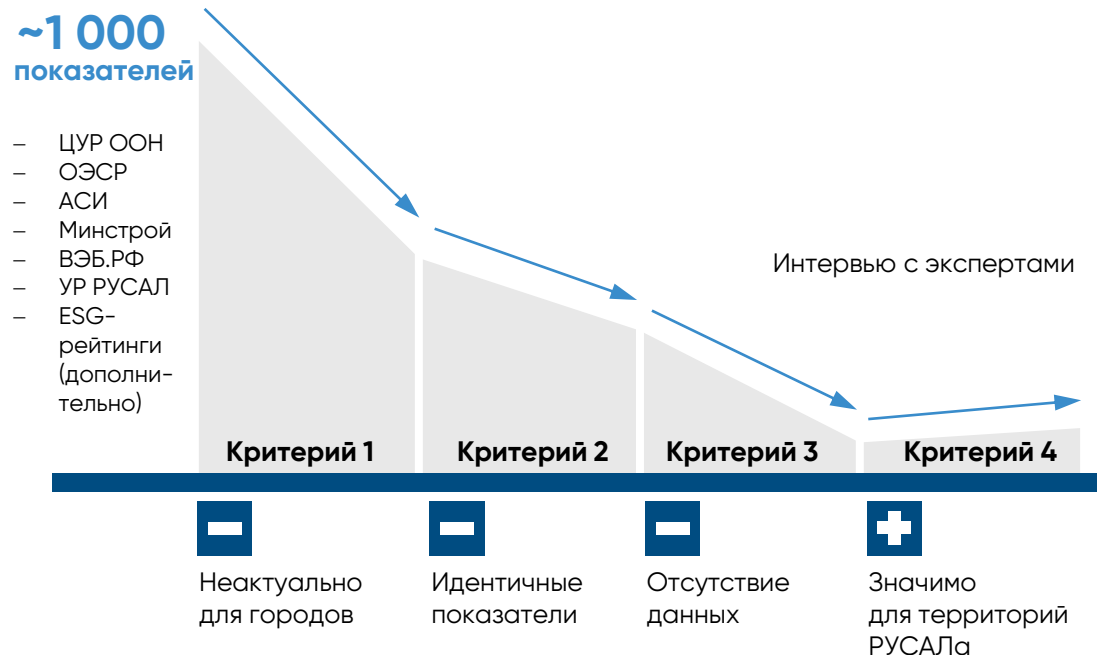 ~1 000
показателей
– ЦУР ООН
– ОЭСР
– АСИ
– Минстрой
– ВЭБ.РФ
– УР РУСАЛ
– ESG-
рейтинги
(дополни-
тельно)
Интервью с экспертами
Критерий 1
Критерий 2
Критерий 3
Критерий 4
Неактуально
для городов
Идентичные
показатели
Отсутствие
данных
Значимо
для территорий
РУСАЛа